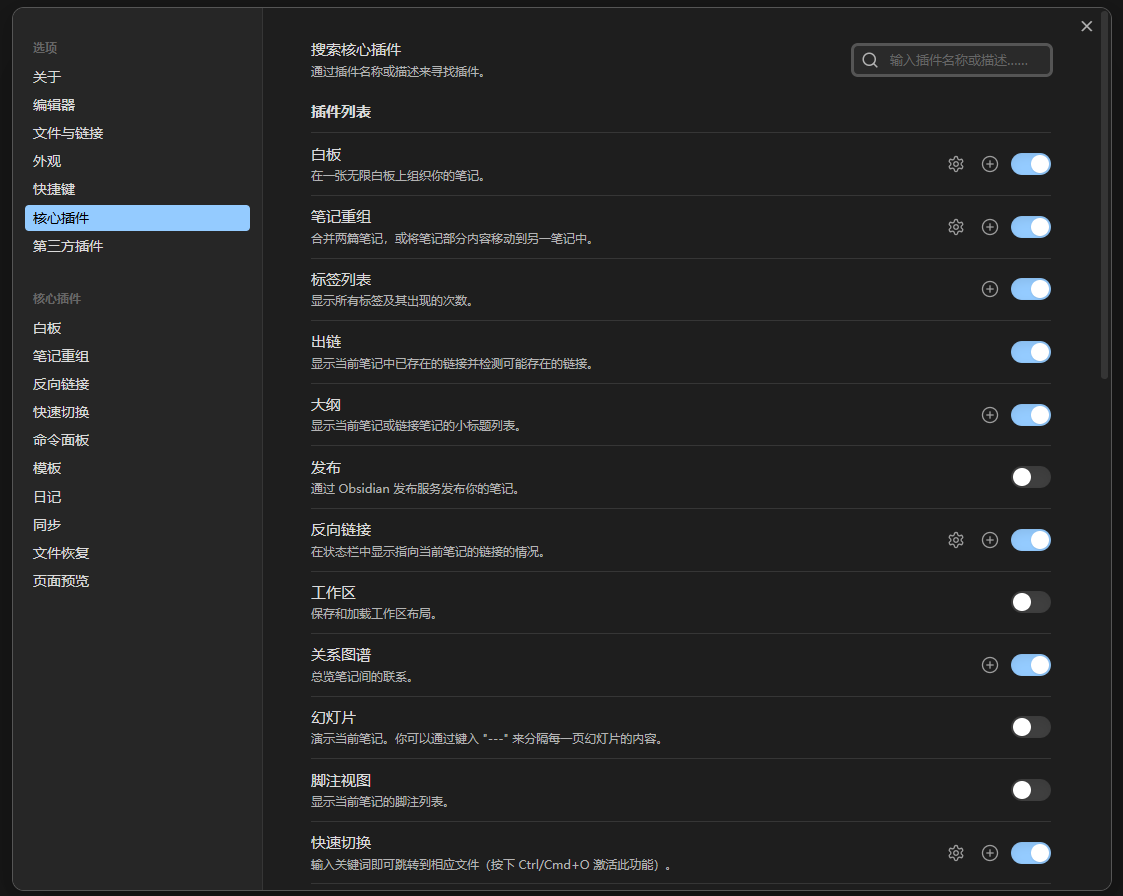 选项
关于
编辑器
文件与链接
外观
快捷键
核心插件
第三方插件
核心插件
白板
笔记重组
反向链接
快速切换
命令面板
模板
日记
同步
文件恢复
页面预览
搜索核心插件
通过插件名称或描述来寻找插件。
输入插件名称或描述......
插件列表
白板
在一张无限白板上组织你的笔记。
笔记重组
合并两篇笔记，或将笔记部分内容移动到另一笔记中。
标签列表
显示所有标签及其出现的次数。
出链
显示当前笔记中已存在的链接并检测可能存在的链接。
大纲
显示当前笔记或链接笔记的小标题列表。
发布
通过 Obsidian 发布服务发布你的笔记。
反向链接
在状态栏中显示指向当前笔记的链接的情况。
工作区
保存和加载工作区布局。
关系图谱
总览笔记间的联系。
幻灯片
演示当前笔记。你可以通过键入 "---" 来分隔每一页幻灯片的内容。
脚注视图
显示当前笔记的脚注列表。
快速切换
输入关键词即可跳转到相应文件（按下 Ctrl/Cmd+O 激活此功能）。